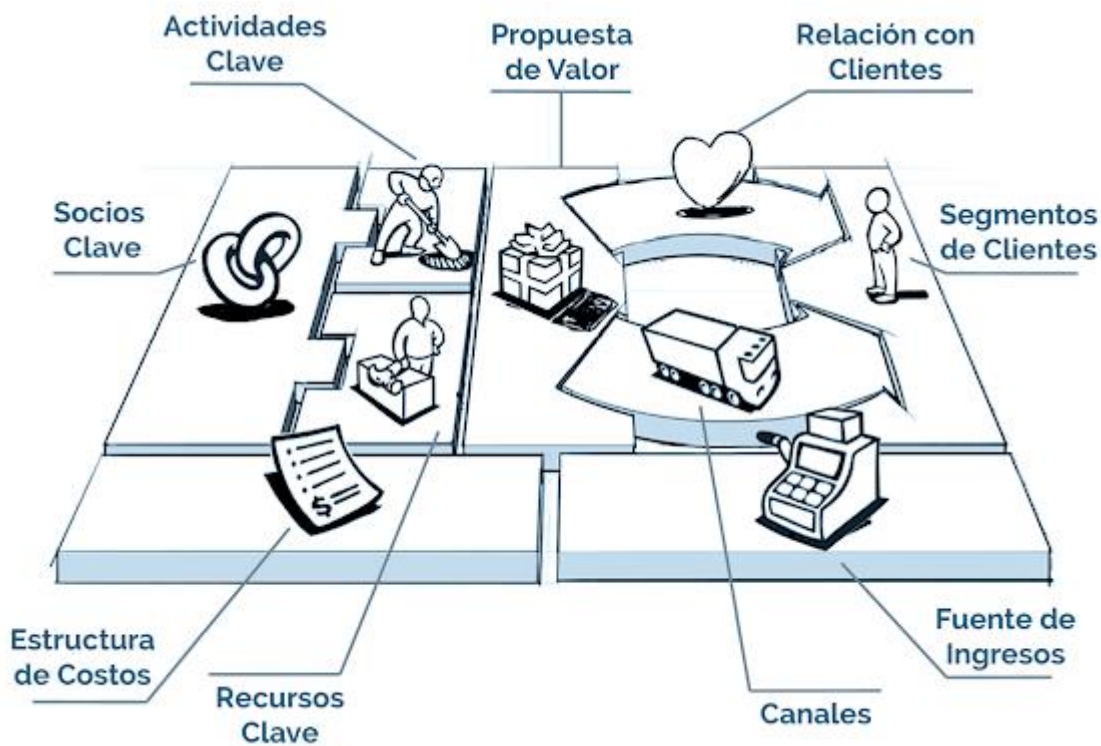 Actividades
Clave
Propuesta
de Valor
Relación con
Clientes
Socios
Clave
Segmentos
de Clientes
Estructura
de Costos
Recursos
Clave
Canales
Fuente de
Ingresos
$